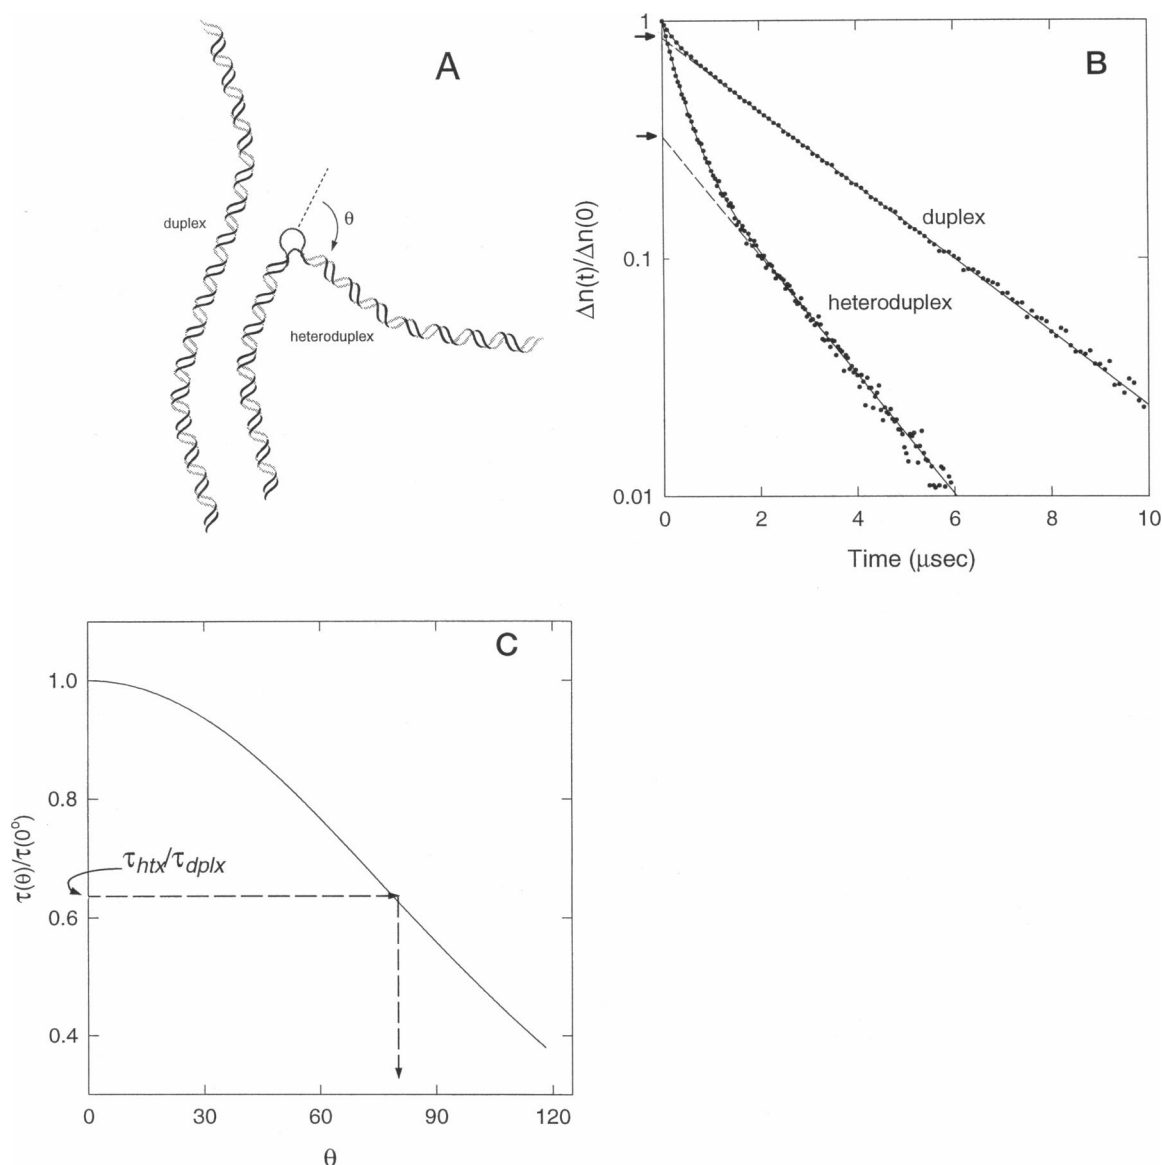 A
duplex
θ
heteroduplex
B
1
0.1
0.01
Δn(t)/Δn(0)
duplex
heteroduplex
0 2 4 6 8 10
Time (μsec)
C
1.0
0.8
0.6
0.4
τ(θ)/τ(0°)
τhtx/τdplx
0 30 60 90 120
θ